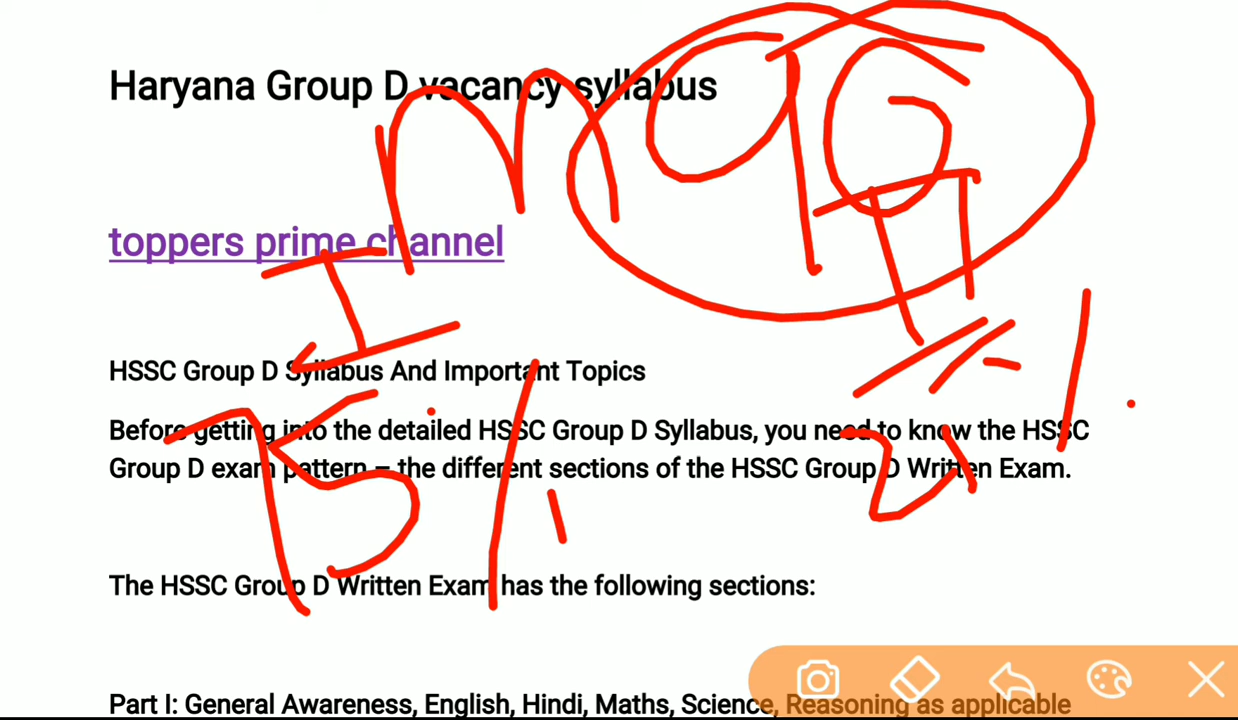 Haryana Group D vacancy syllabus
toppers prime channel
HSSC Group D Syllabus And Important Topics
Before getting into the detailed HSSC Group D Syllabus, you need to know the HSSC
Group D exam pattern – the different sections of the HSSC Group D Written Exam.
The HSSC Group D Written Exam has the following sections:
Part I: General Awareness, English, Hindi, Maths, Science, Reasoning as applicable